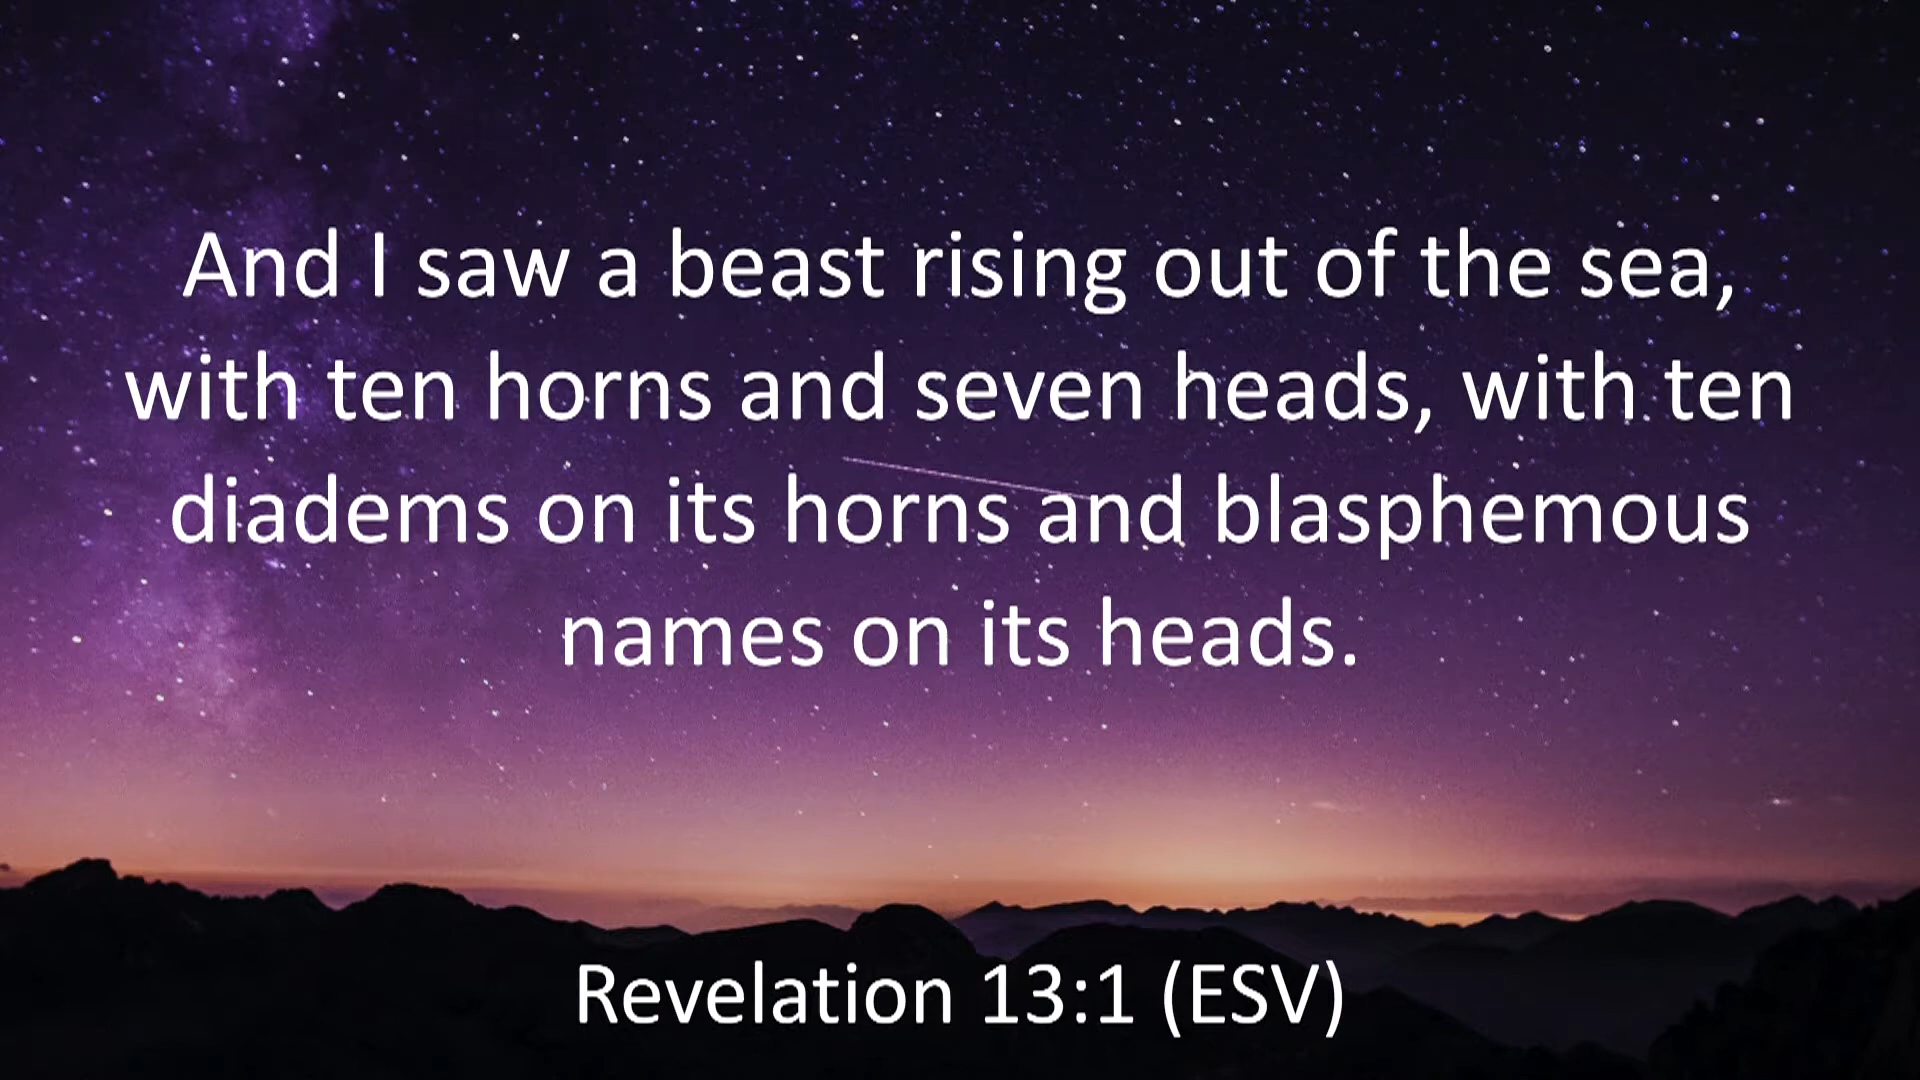 And I saw a beast rising out of the sea,
with ten horns and seven heads, with ten
diadems on its horns and blasphemous
names on its heads.
Revelation 13:1 (ESV)